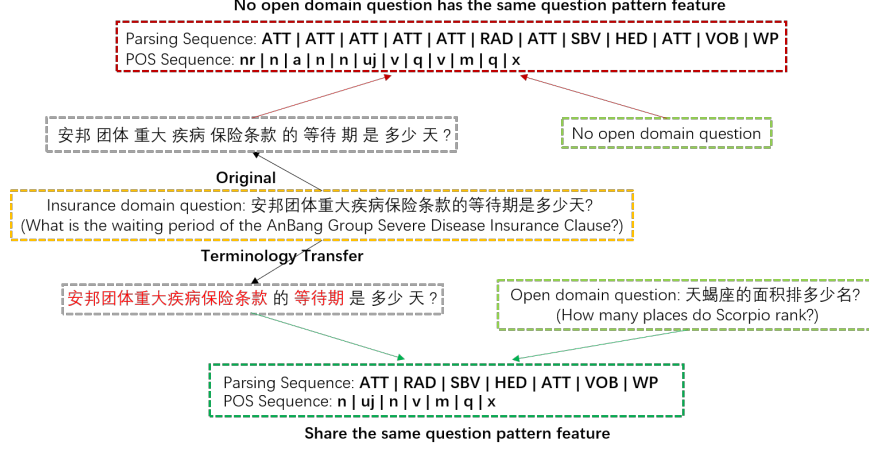 No open domain question has the same question pattern feature
Parsing Sequence: ATT | ATT | ATT | ATT | ATT | RAD | ATT | SBV | HED | ATT | VOB | WP
POS Sequence: nr | n | a | n | n | uj | v | q | v | m | q | x
安邦 团体 重大 疾病 保险条款 的 等待 期 是 多少 天 ?
No open domain question
Original
Insurance domain question: 安邦团体重大疾病保险条款的等待期是多少天?
(What is the waiting period of the AnBang Group Severe Disease Insurance Clause?)
Terminology Transfer
安邦团体重大疾病保险条款 的 等待期 是 多少 天 ?
Open domain question: 天蝎座的面积排多少名?
(How many places do Scorpio rank?)
Parsing Sequence: ATT | RAD | SBV | HED | ATT | VOB | WP
POS Sequence: n | uj | n | v | m | q | x
Share the same question pattern feature